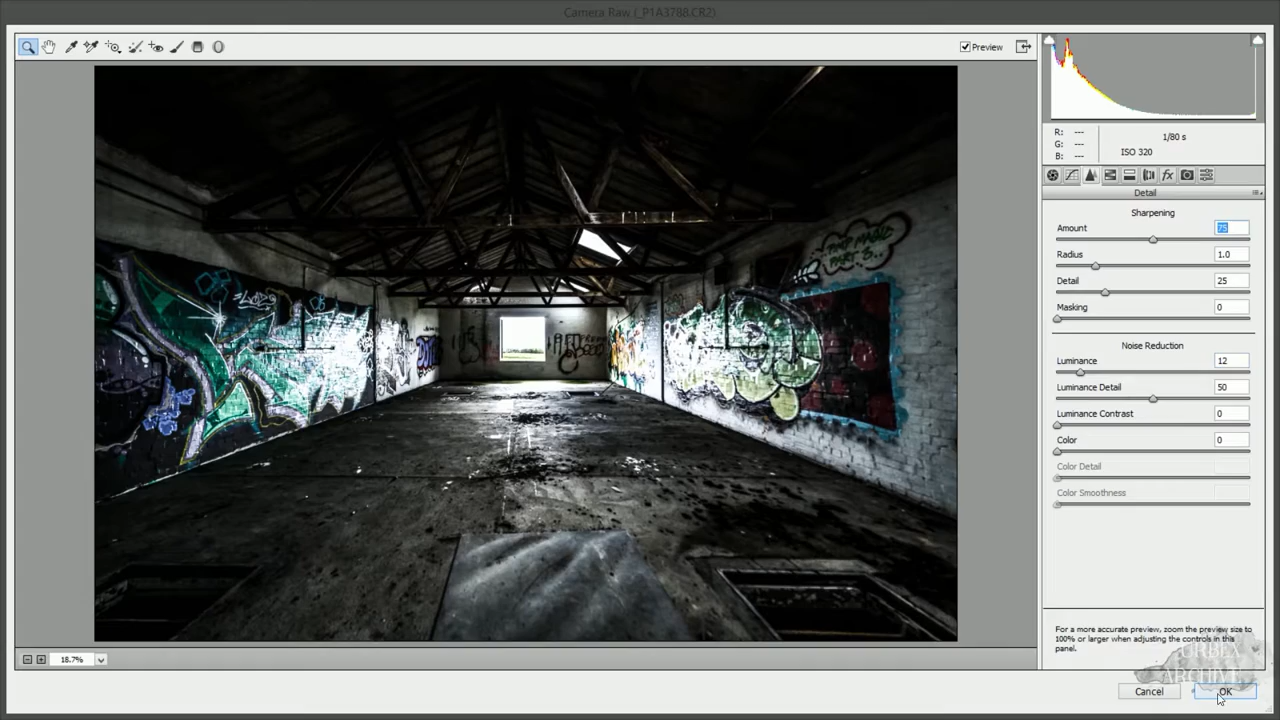 Camera Raw (_P1A3788.CR2)
Preview
R: ---
G: ---
B: ---
1/80 s
ISO 320
fx
Detail
Sharpening
Amount 75
Radius 1.0
Detail 25
Masking 0
Noise Reduction
Luminance 12
Luminance Detail 50
Luminance Contrast 0
Color 0
Color Detail
Color Smoothness
For a more accurate preview, zoom the preview size to
100% or larger when adjusting the controls in this
panel.
18.7%
URBEX
ARCHIVE
Cancel
OK